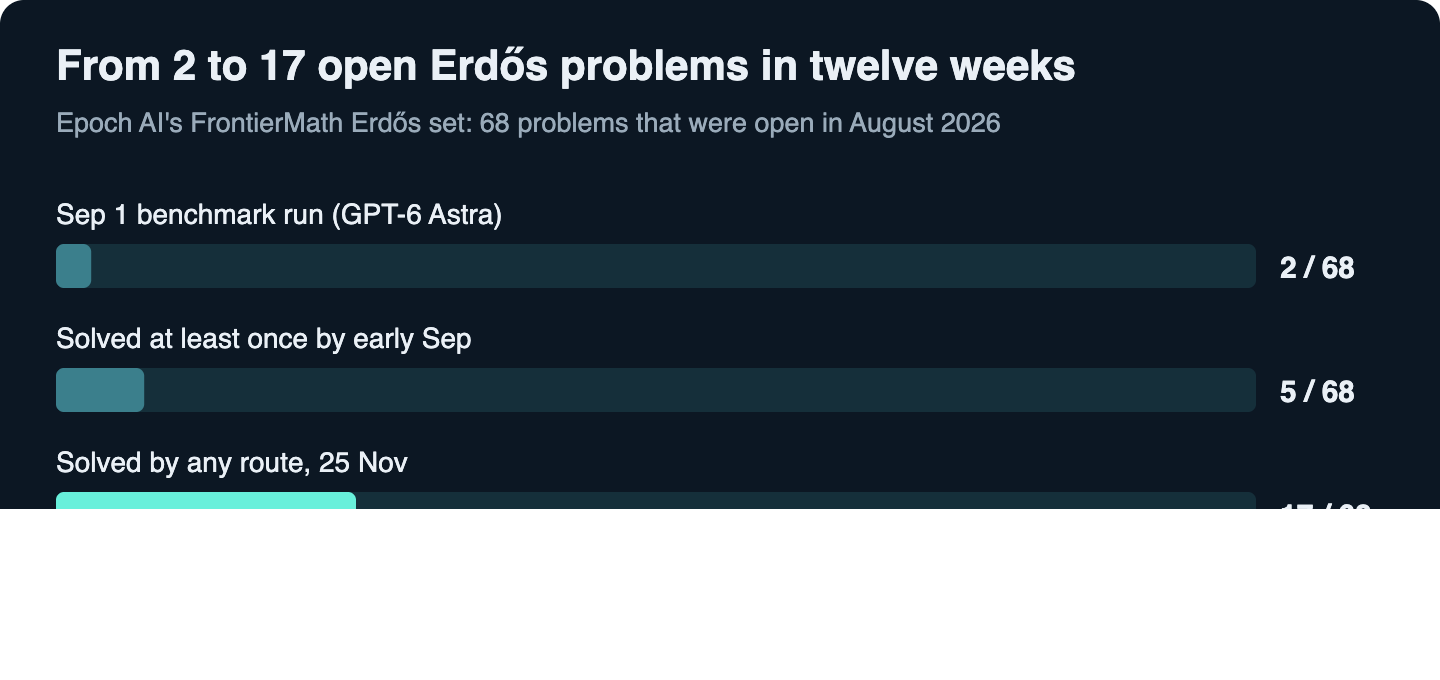 From 2 to 17 open Erdős problems in twelve weeks
Epoch AI's FrontierMath Erdős set: 68 problems that were open in August 2026
Sep 1 benchmark run (GPT-6 Astra)
2 / 68
Solved at least once by early Sep
5 / 68
Solved by any route, 25 Nov